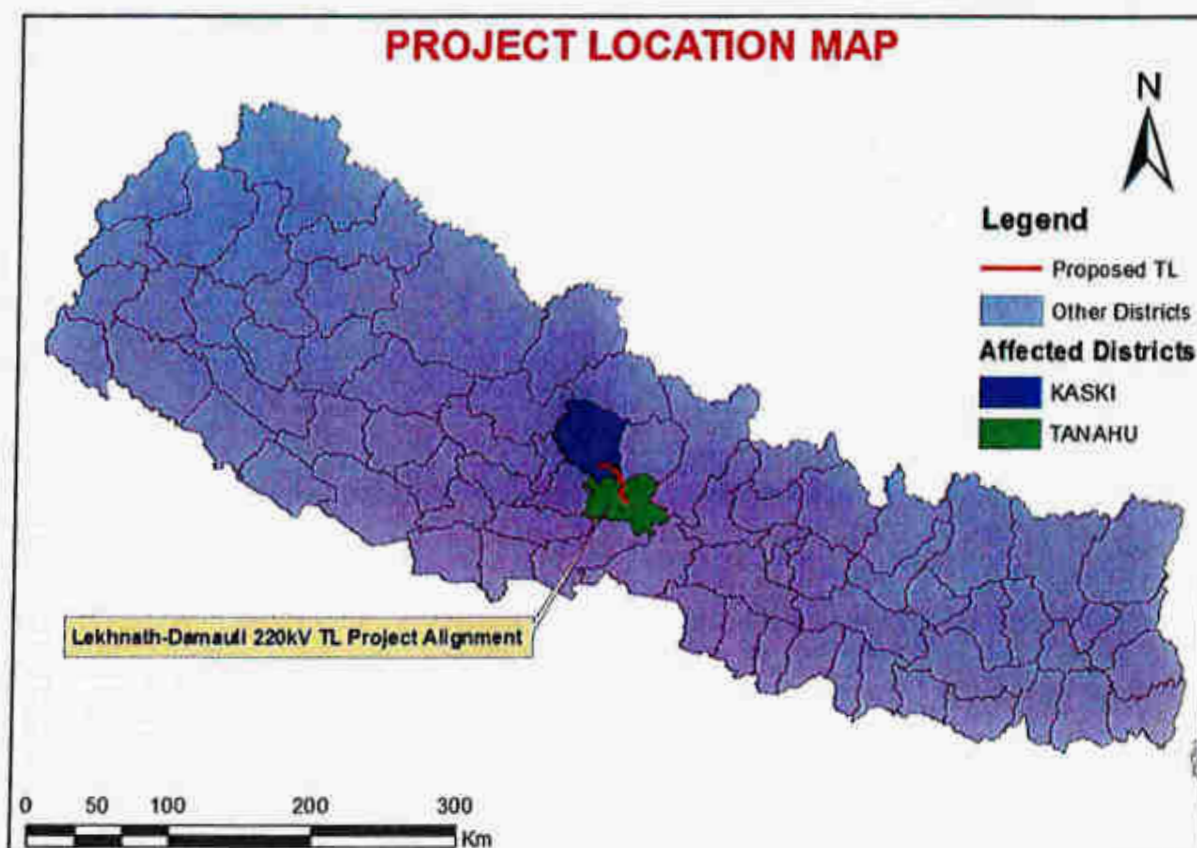 PROJECT LOCATION MAP
N
Legend
Proposed TL
Other Districts
Affected Districts
KASKI
TANAHU
Lekhnath-Damauli 220kV TL Project Alignment
0 50 100 200 300
Km